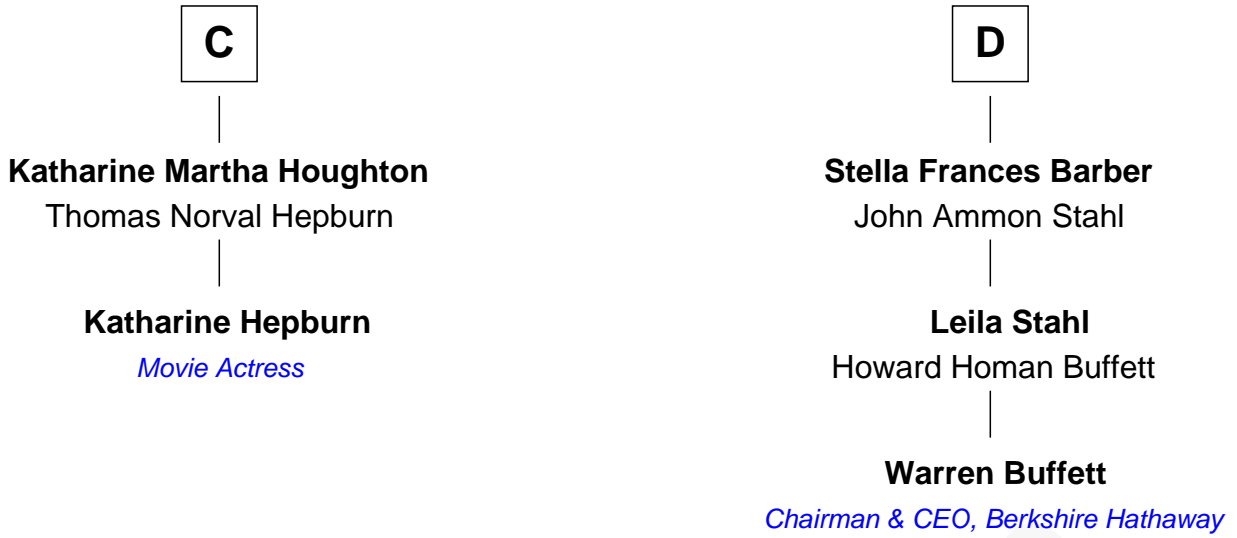 C
Katharine Martha Houghton
Thomas Norval Hepburn
Katharine Hepburn
Movie Actress
D
Stella Frances Barber
John Ammon Stahl
Leila Stahl
Howard Homan Buffett
Warren Buffett
Chairman & CEO, Berkshire Hathaway